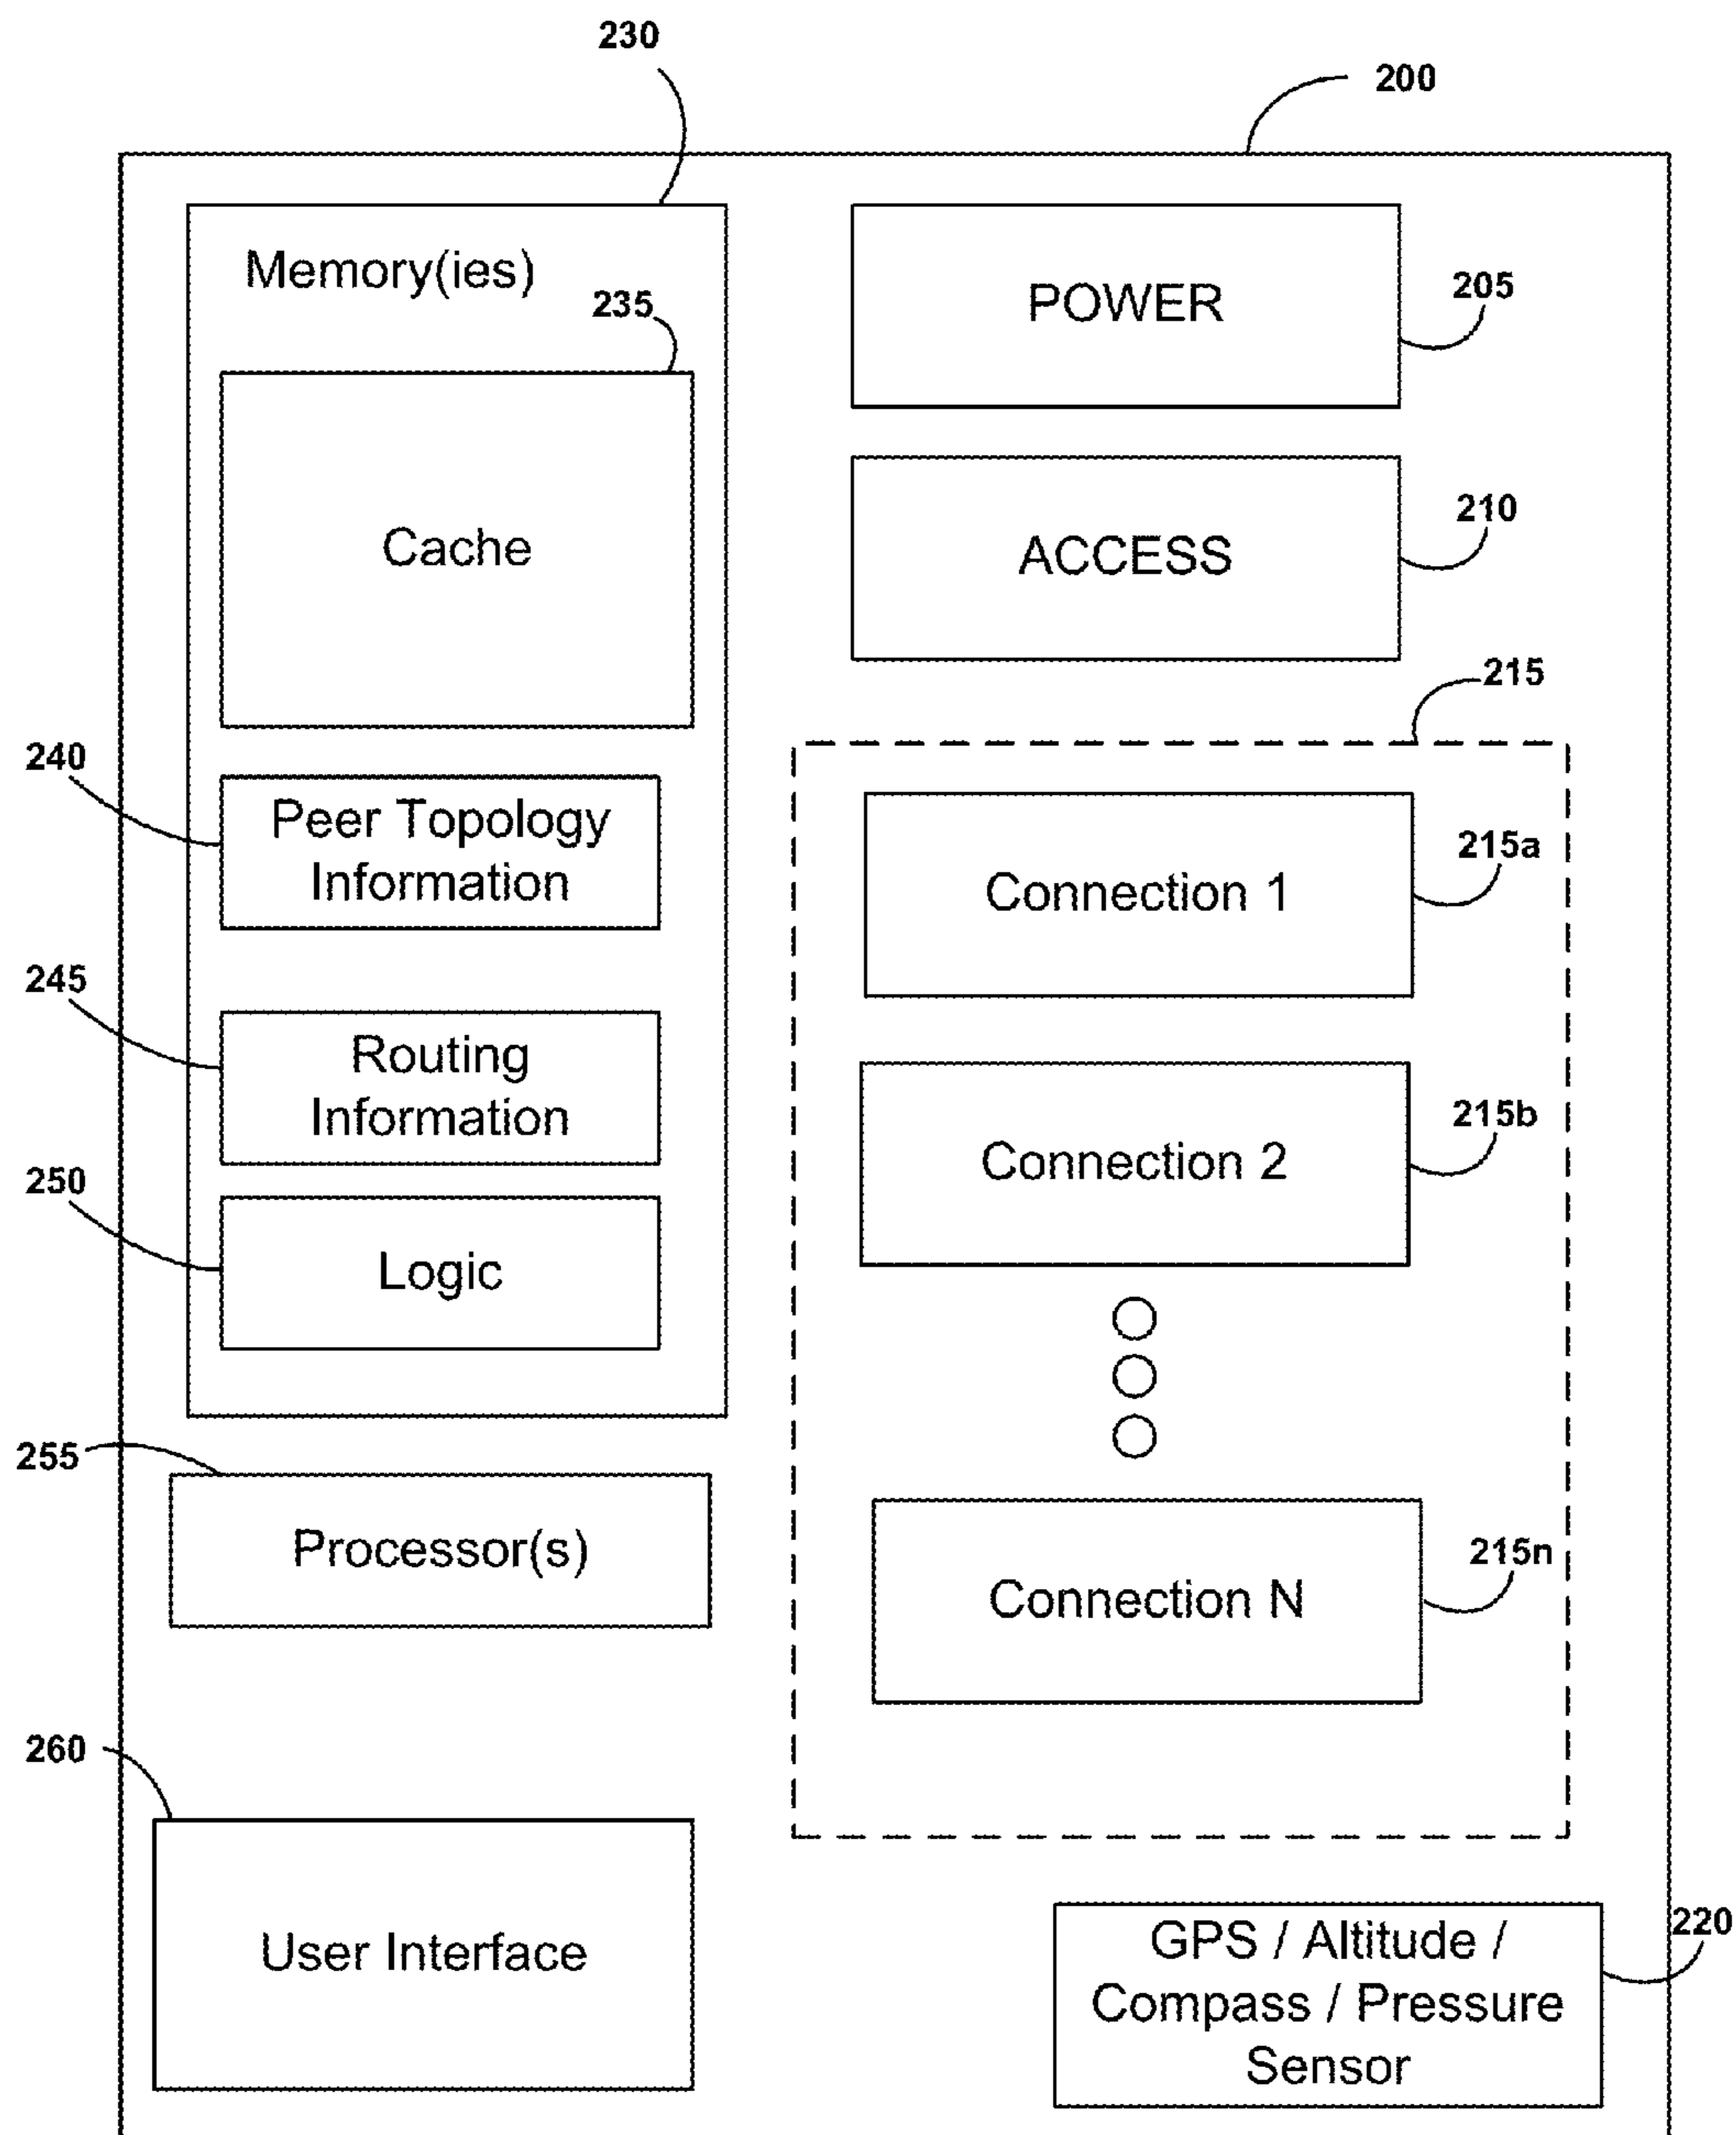 230
200
Memory(ies)
POWER
205
235
Cache
ACCESS
210
215
240
Peer Topology
Information
Connection 1
215a
245
Routing
Information
Connection 2
215b
250
Logic
255
Processor(s)
Connection N
215n
260
User Interface
GPS / Altitude /
Compass / Pressure
Sensor
220